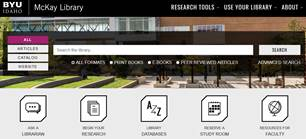 BYU
IDAHO
McKay Library
RESEARCH TOOLS
USE YOUR LIBRARY
ABOUT
ALL
ARTICLES
CATALOG
WEBSITE
Search the library
SEARCH
ALL FORMATS PRINT BOOKS E-BOOKS PEER REVIEWED ARTICLES ADVANCED SEARCH
ASK A LIBRARIAN
BEGIN YOUR RESEARCH
LIBRARY DATABASES
RESERVE A STUDY ROOM
RESOURCES FOR FACULTY